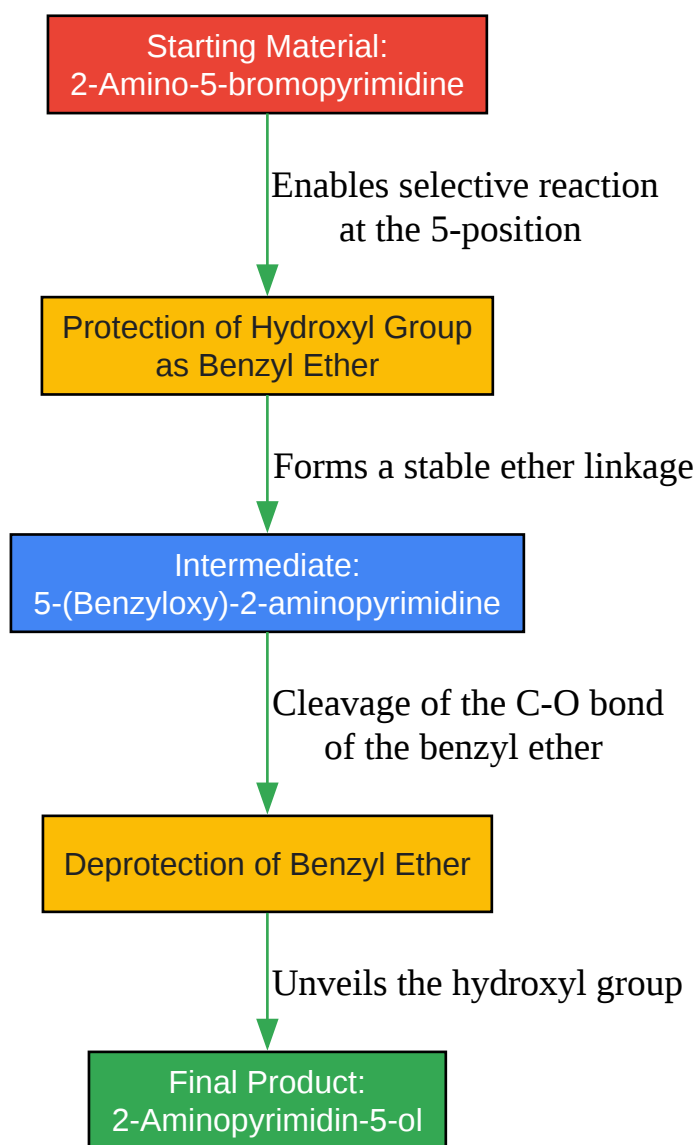 Starting Material:
2-Amino-5-bromopyrimidine
Enables selective reaction
at the 5-position
Protection of Hydroxyl Group
as Benzyl Ether
Forms a stable ether linkage
Intermediate:
5-(Benzyloxy)-2-aminopyrimidine
Cleavage of the C-O bond
of the benzyl ether
Deprotection of Benzyl Ether
Unveils the hydroxyl group
Final Product:
2-Aminopyrimidin-5-ol